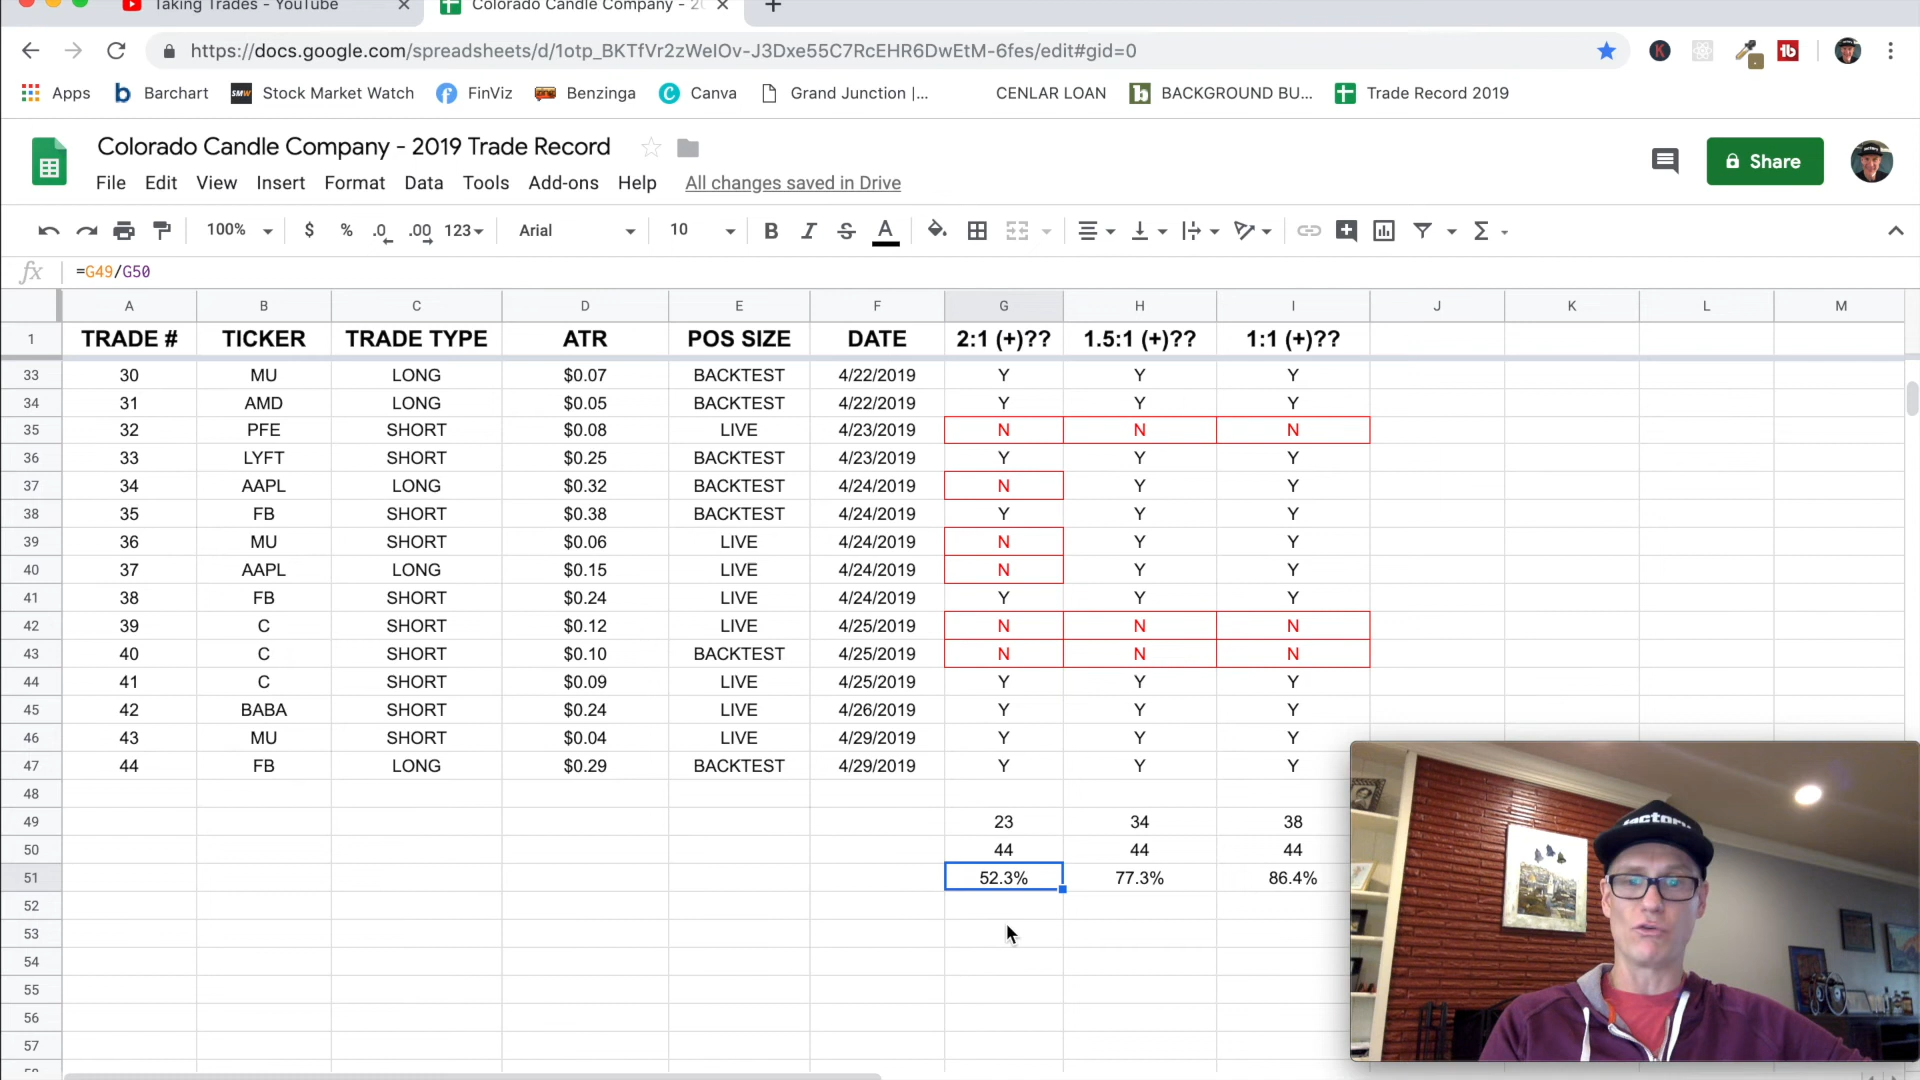 Taking Trades - YouTube
Colorado Candle Company - 20
https://docs.google.com/spreadsheets/d/1otp_BKTfVr2zWeIOv-J3Dxe55C7RcEHR6DwEtM-6fes/edit#gid=0
K
Apps
Barchart
SMW
Stock Market Watch
FinViz
Benzinga
Canva
Grand Junction |...
CENLAR LOAN
BACKGROUND BU...
Trade Record 2019
Colorado Candle Company - 2019 Trade Record
Share
File Edit View Insert Format Data Tools Add-ons Help All changes saved in Drive
100% $ % .0 .00 123 Arial 10 B I S A Σ
fx =G49/G50
A B C D E F G H I J K L M
1 TRADE # TICKER TRADE TYPE ATR POS SIZE DATE 2:1 (+)?? 1.5:1 (+)?? 1:1 (+)??
33 30 MU LONG $0.07 BACKTEST 4/22/2019 Y Y Y
34 31 AMD LONG $0.05 BACKTEST 4/22/2019 Y Y Y
35 32 PFE SHORT $0.08 LIVE 4/23/2019 N N N
36 33 LYFT SHORT $0.25 BACKTEST 4/23/2019 Y Y Y
37 34 AAPL LONG $0.32 BACKTEST 4/24/2019 N Y Y
38 35 FB SHORT $0.38 BACKTEST 4/24/2019 Y Y Y
39 36 MU SHORT $0.06 LIVE 4/24/2019 N Y Y
40 37 AAPL LONG $0.15 LIVE 4/24/2019 N Y Y
41 38 FB SHORT $0.24 LIVE 4/24/2019 Y Y Y
42 39 C SHORT $0.12 LIVE 4/25/2019 N N N
43 40 C SHORT $0.10 BACKTEST 4/25/2019 N N N
44 41 C SHORT $0.09 LIVE 4/25/2019 Y Y Y
45 42 BABA SHORT $0.24 LIVE 4/26/2019 Y Y Y
46 43 MU SHORT $0.04 LIVE 4/29/2019 Y Y Y
47 44 FB LONG $0.29 BACKTEST 4/29/2019 Y Y Y
48
49 23 34 38
50 44 44 44
51 52.3% 77.3% 86.4%
52
53
54
55
56
57
factory